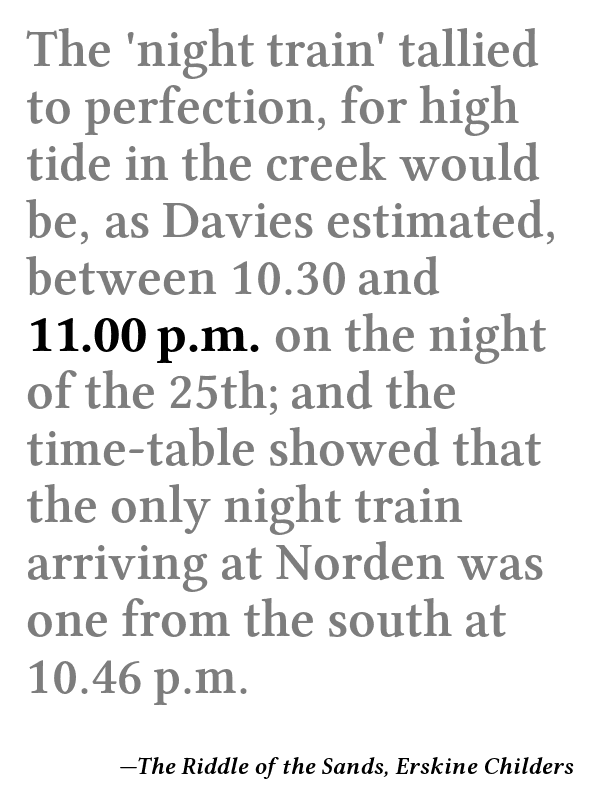 The 'night train' tallied
to perfection, for high
tide in the creek would
be, as Davies estimated,
between 10.30 and
11.00 p.m. on the night
of the 25th; and the
time-table showed that
the only night train
arriving at Norden was
one from the south at
10.46 p.m.
—The Riddle of the Sands, Erskine Childers